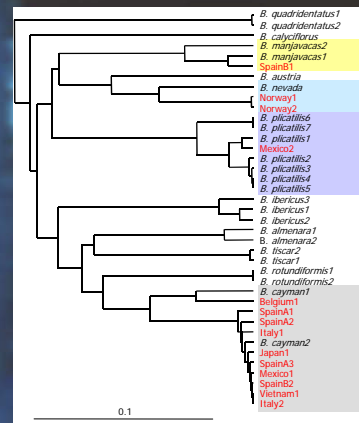 B. quadridentatus1
B. quadridentatus2
B. calyciflorus
B. manjavacas2
B. manjavacas1
SpainB1
B. austria
B. nevada
Norway1
Norway2
B. plicatilis6
B. plicatilis7
B. plicatilis1
Mexico2
B. plicatilis2
B. plicatilis3
B. plicatilis4
B. plicatilis5
B. ibericus3
B. ibericus1
B. ibericus2
B. almenara1
B. almenara2
B. tiscar2
B. tiscar1
B. rotundiformis1
B. rotundiformis2
B. cayman1
Belgium1
SpainA1
SpainA2
Italy1
B. cayman2
Japan1
SpainA3
Mexico1
SpainB2
Vietnam1
Italy2
0.1